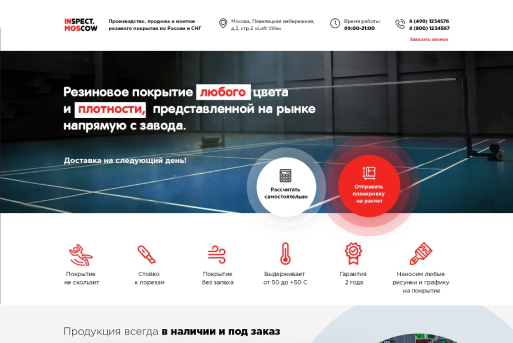 INSPECT.
MOSCOW
Производство, продажа и монтаж
резиного покрытие по России и СНГ
Москва, Павелецкая набережная,
д.2, стр.2 «Loft Ville»
Время работы:
09:00-21:00
8 (499) 1234576
8 (800) 1234567
Заказать звонок
Резиновое покрытие любого цвета
и плотности, представленной на рынке
напрямую с завода.
Доставка на следующий день!
Рассчитать
самостоятельно
Отправить
планировку
на расчет
Покрытие
не скользит
Стойко
к порезам
Покрытие
без запаха
Выдерживает
от 50 до +50 С
Гарантия
2 года
Наносим любые
рисунки и графику
на покрытие
Продукция всегда в наличии и под заказ